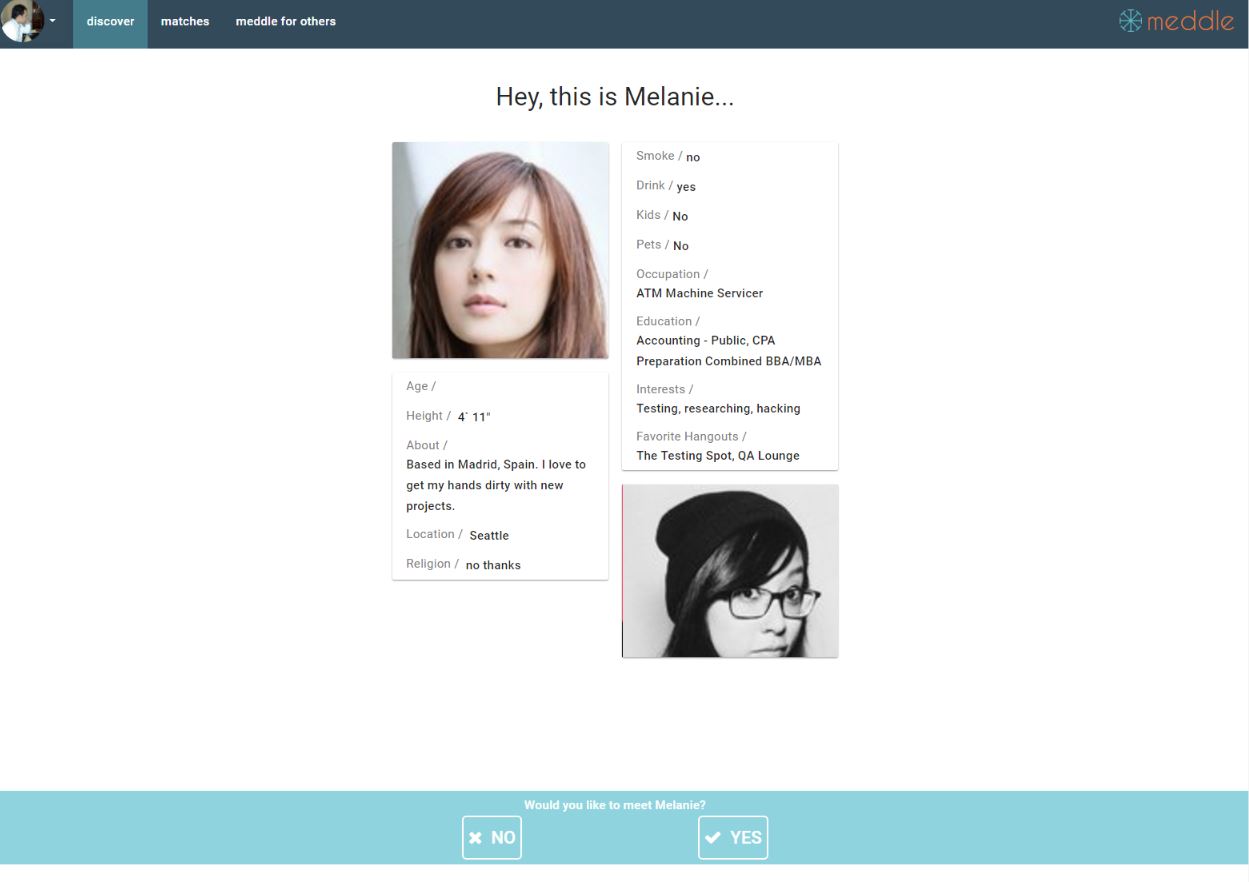 discover
matches
meddle for others
meddle
Hey, this is Melanie...
Age /
Height / 4` 11"
About /
Based in Madrid, Spain. I love to
get my hands dirty with new
projects.
Location / Seattle
Religion / no thanks
Smoke / no
Drink / yes
Kids / No
Pets / No
Occupation /
ATM Machine Servicer
Education /
Accounting - Public, CPA
Preparation Combined BBA/MBA
Interests /
Testing, researching, hacking
Favorite Hangouts /
The Testing Spot, QA Lounge
Would you like to meet Melanie?
NO
YES